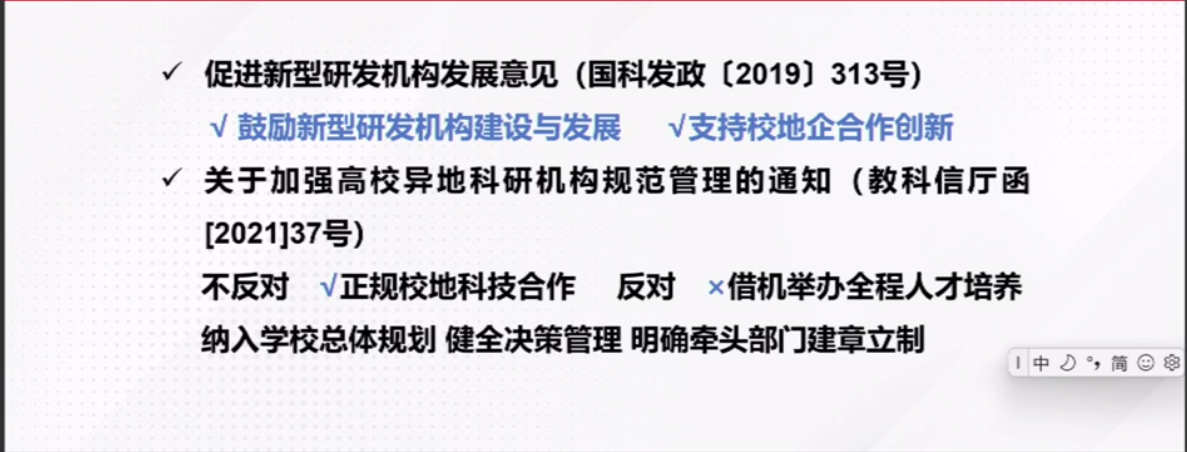 ✓ 促进新型研发机构发展意见（国科发政〔2019〕313号）
√ 鼓励新型研发机构建设与发展 √支持校地企合作创新
✓ 关于加强高校异地科研机构规范管理的通知（教科信厅函
[2021]37号）
不反对 √正规校地科技合作 反对 ×借机举办全程人才培养
纳入学校总体规划 健全决策管理 明确牵头部门建章立制
中 简